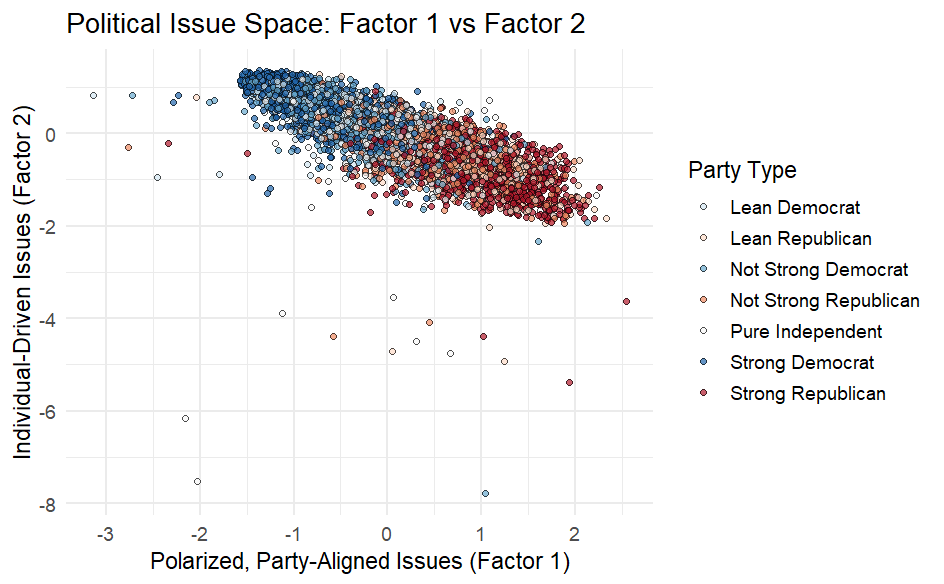 Political Issue Space: Factor 1 vs Factor 2
Individual-Driven Issues (Factor 2)
0
-2
-4
-6
-8
-3
-2
-1
0
1
2
Polarized, Party-Aligned Issues (Factor 1)
Party Type
Lean Democrat
Lean Republican
Not Strong Democrat
Not Strong Republican
Pure Independent
Strong Democrat
Strong Republican